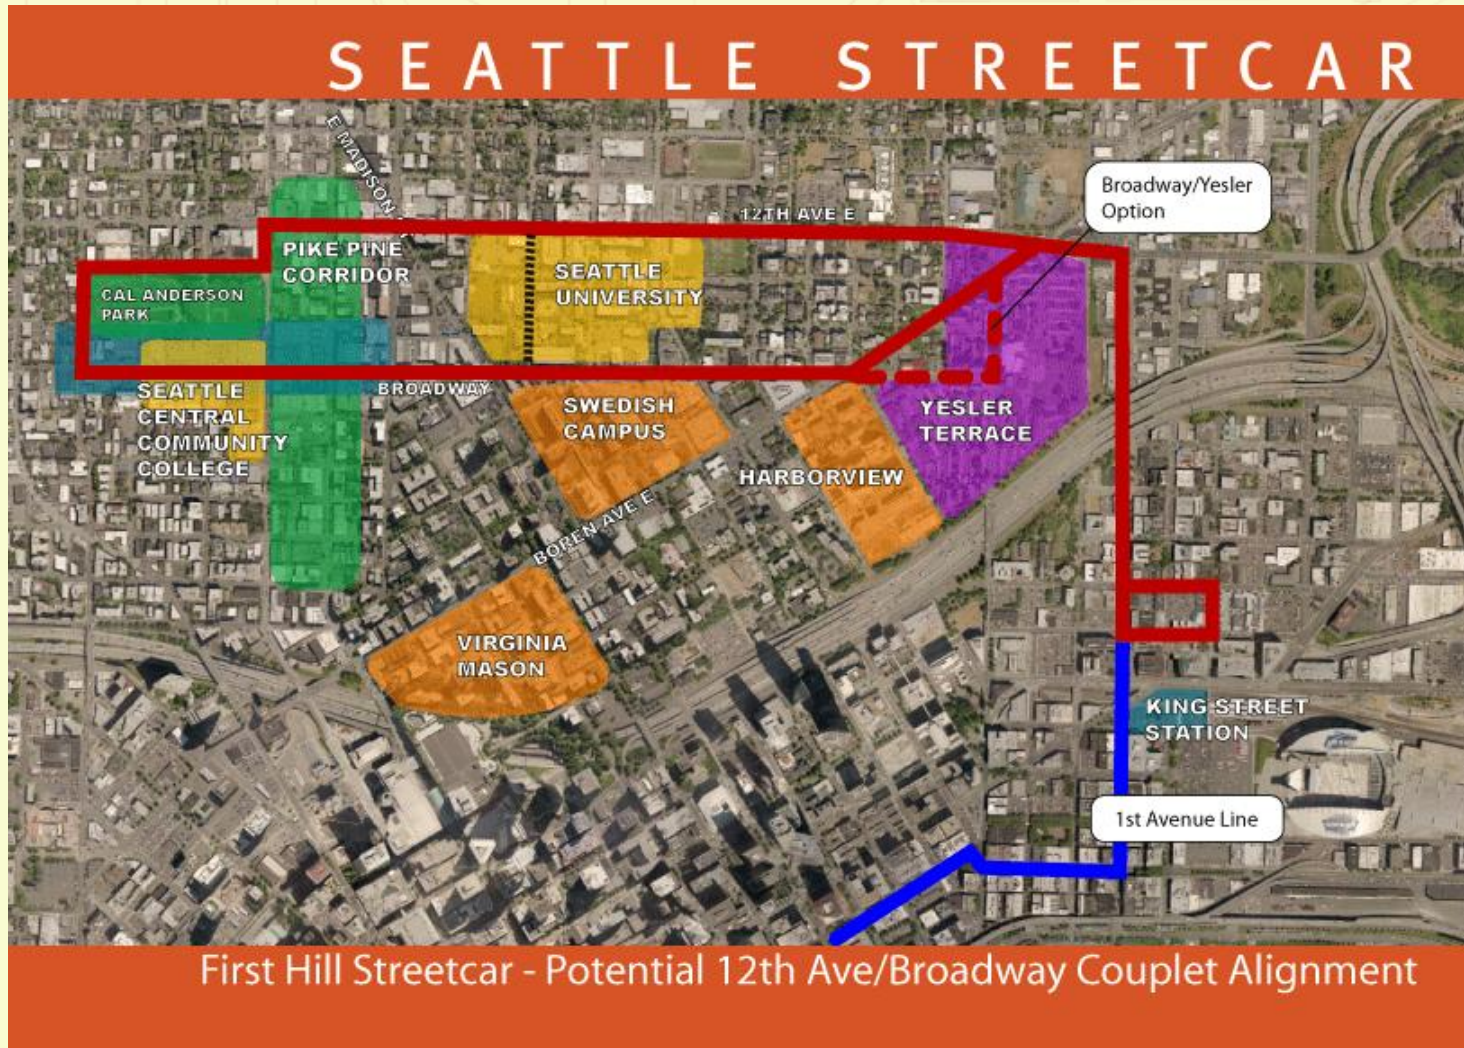 SEATTLE STREETCAR
E MADISON
12TH AVE E
Broadway/Yesler
Option
PIKE PINE
CORRIDOR
SEATTLE
UNIVERSITY
CAL ANDERSON
PARK
BROADWAY
SEATTLE
CENTRAL
COMMUNITY
COLLEGE
SWEDISH
CAMPUS
YESLER
TERRACE
HARBORVIEW
BOREN AVE E
VIRGINIA
MASON
KING STREET
STATION
1st Avenue Line
First Hill Streetcar - Potential 12th Ave/Broadway Couplet Alignment